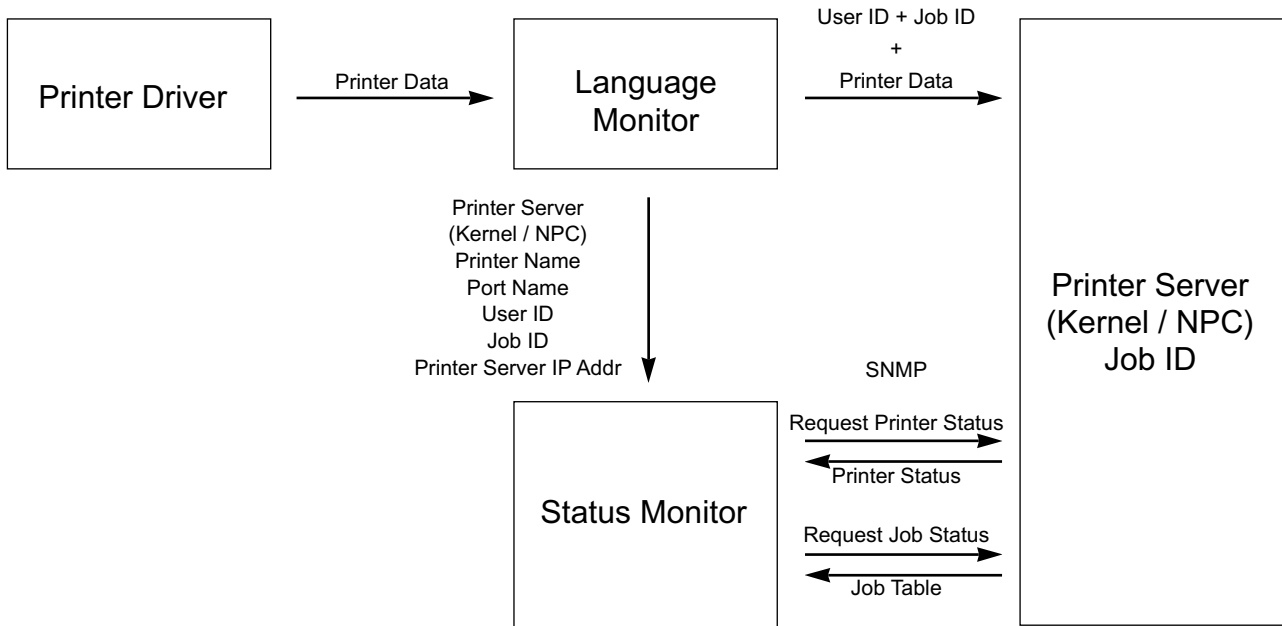 Printer Driver
Printer Data
Language
Monitor
User ID + Job ID
+
Printer Data
Printer Server
(Kernel / NPC)
Printer Name
Port Name
User ID
Job ID
Printer Server IP Addr
Status Monitor
SNMP
Request Printer Status
Printer Status
Request Job Status
Job Table
Printer Server
(Kernel / NPC)
Job ID